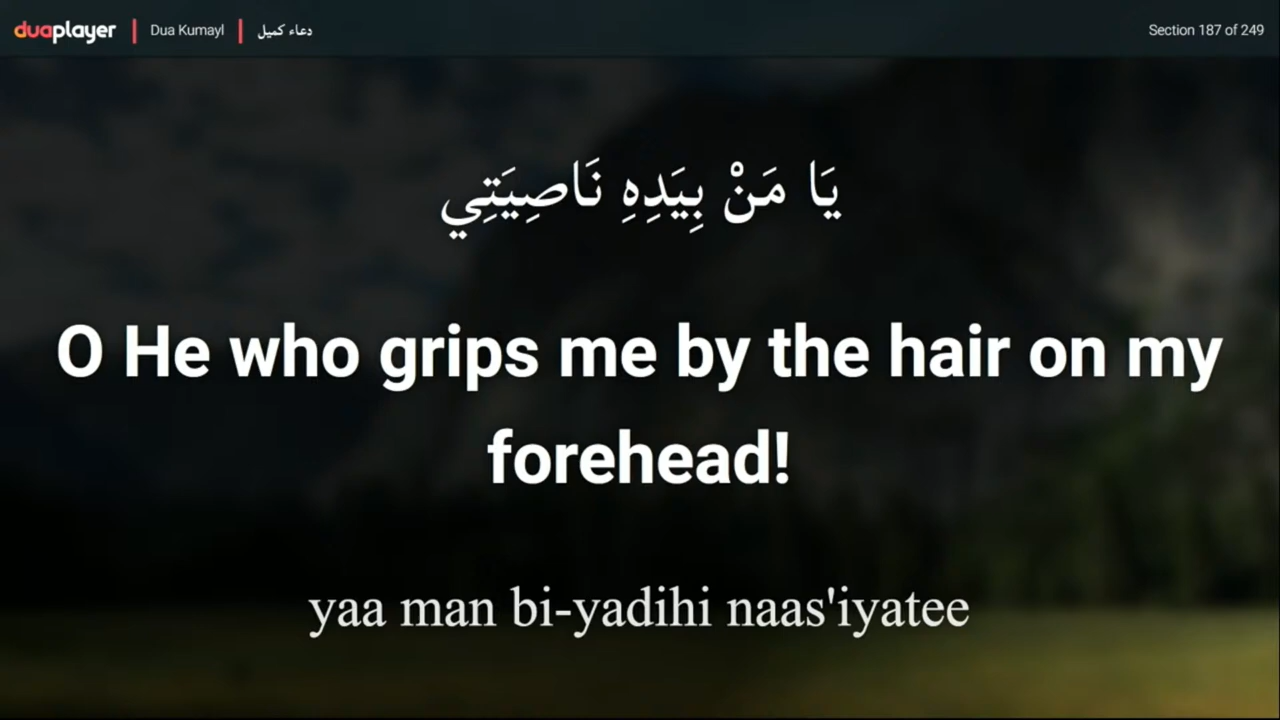 duaplayer | Dua Kumayl | دعاء كميل
Section 187 of 249
يَا مَنْ بِيَدِهِ نَاصِيَتِي
O He who grips me by the hair on my
forehead!
yaa man bi-yadihi naas'iyatee